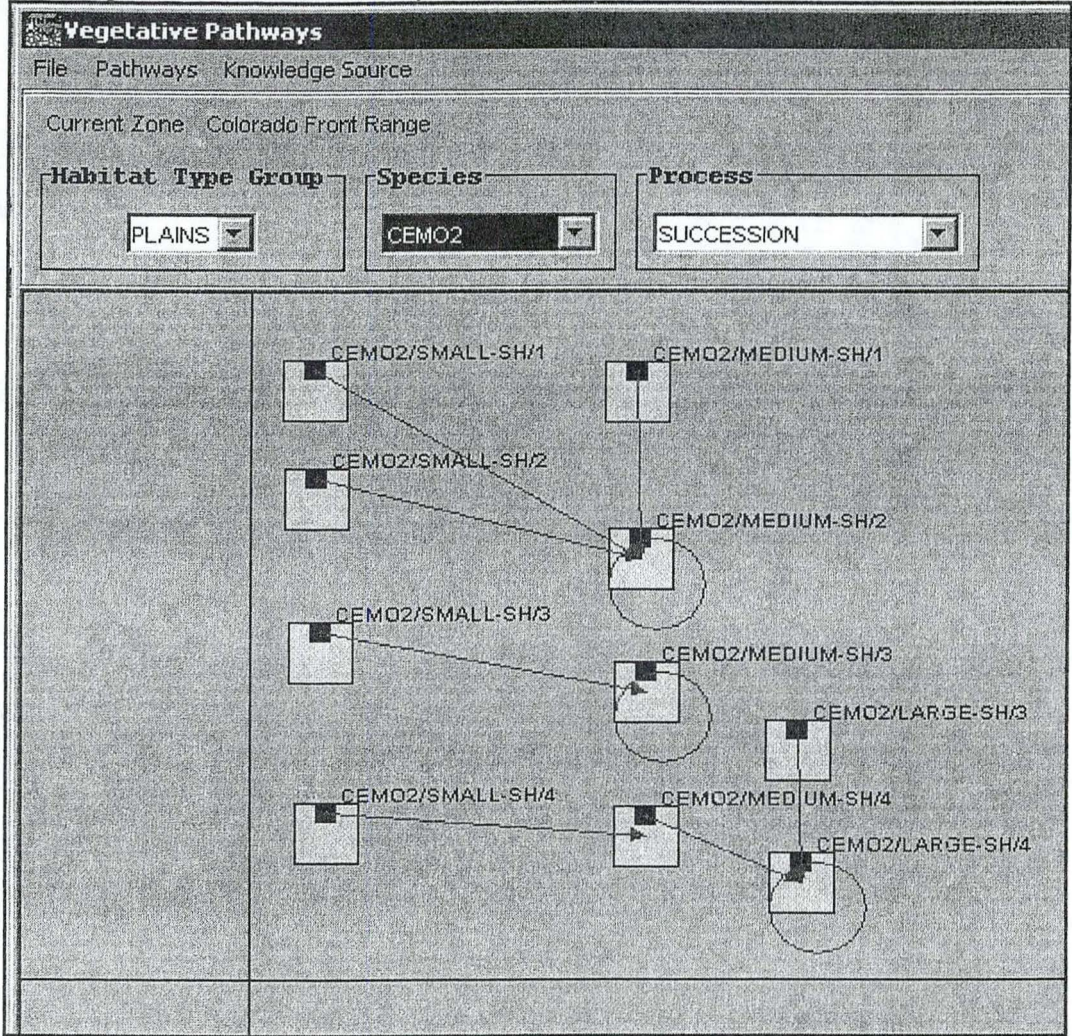 Vegetative Pathways
File Pathways Knowledge Source
Current Zone Colorado Front Range
Habitat Type Group Species Process
PLAINS CEMO2 SUCCESSION
CEMO2/SMALL-SH/1 CEMO2/MEDIUM-SH/1
CEMO2/SMALL-SH/2
CEMO2/MEDIUM-SH/2
CEMO2/SMALL-SH/3
CEMO2/MEDIUM-SH/3
CEMO2/LARGE-SH/3
CEMO2/SMALL-SH/4 CEMO2/MEDIUM-SH/4
CEMO2/LARGE-SH/4